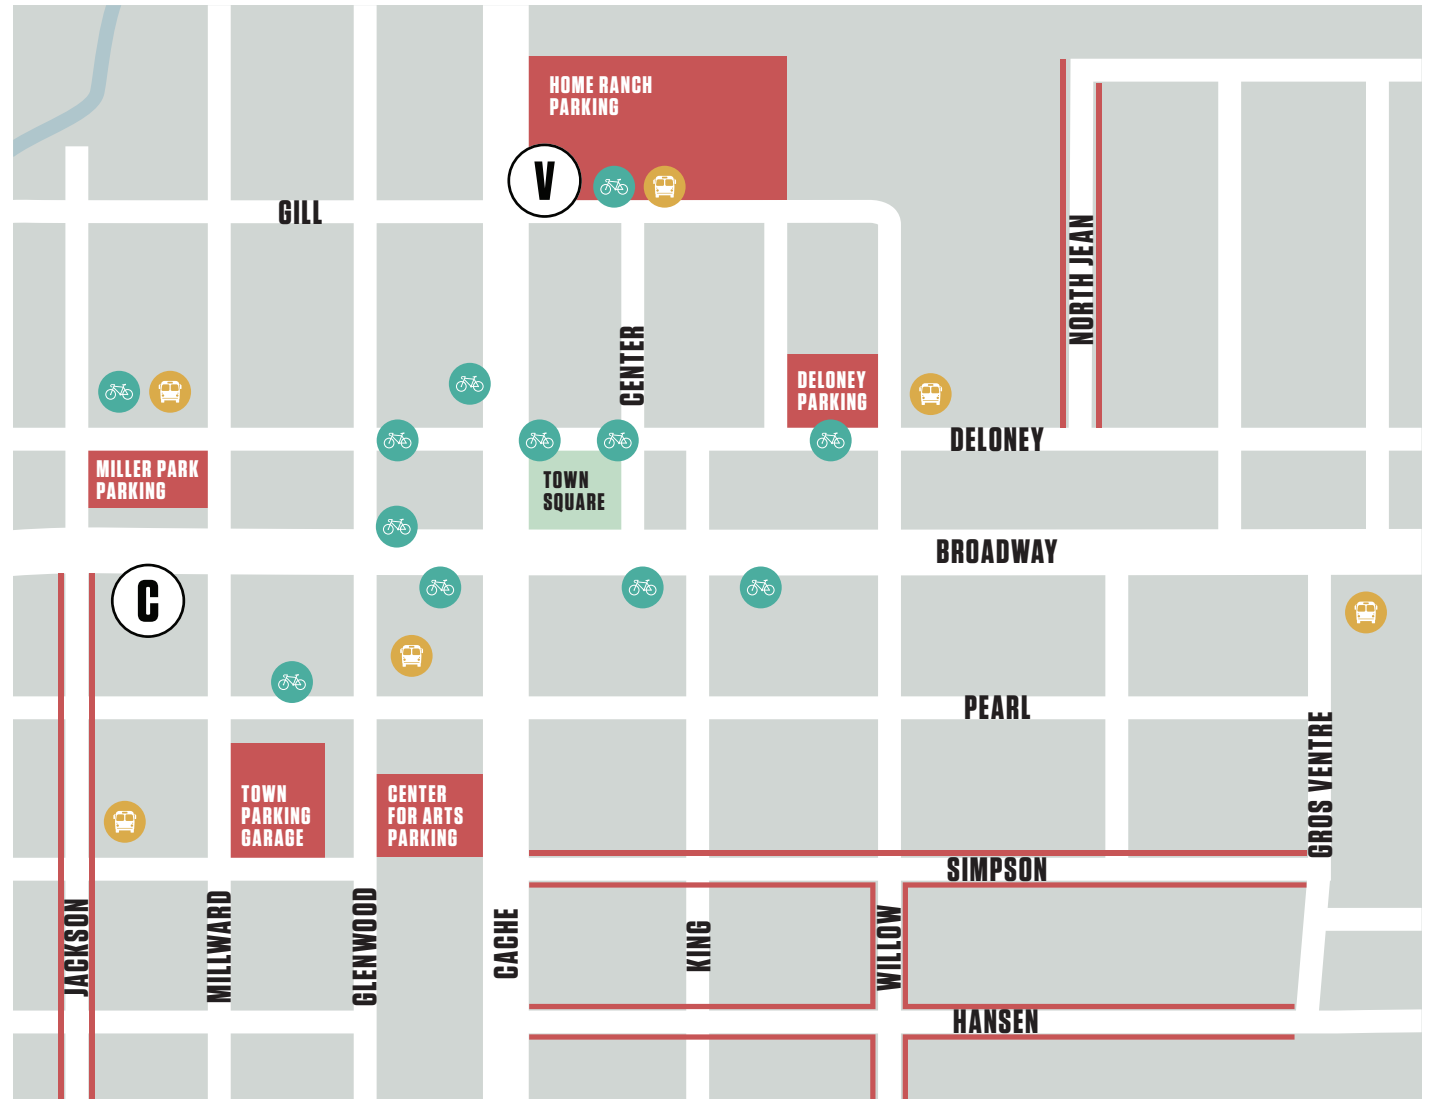 HOME RANCH
PARKING
V
GILL
NORTH JEAN
CENTER
DELONEY
PARKING
DELONEY
MILLER PARK
PARKING
TOWN
SQUARE
BROADWAY
C
PEARL
GROS VENTRE
TOWN
PARKING
GARAGE
CENTER
FOR ARTS
PARKING
SIMPSON
JACKSON
MILLWARD
GLENWOOD
CACHE
KING
WILLOW
HANSEN